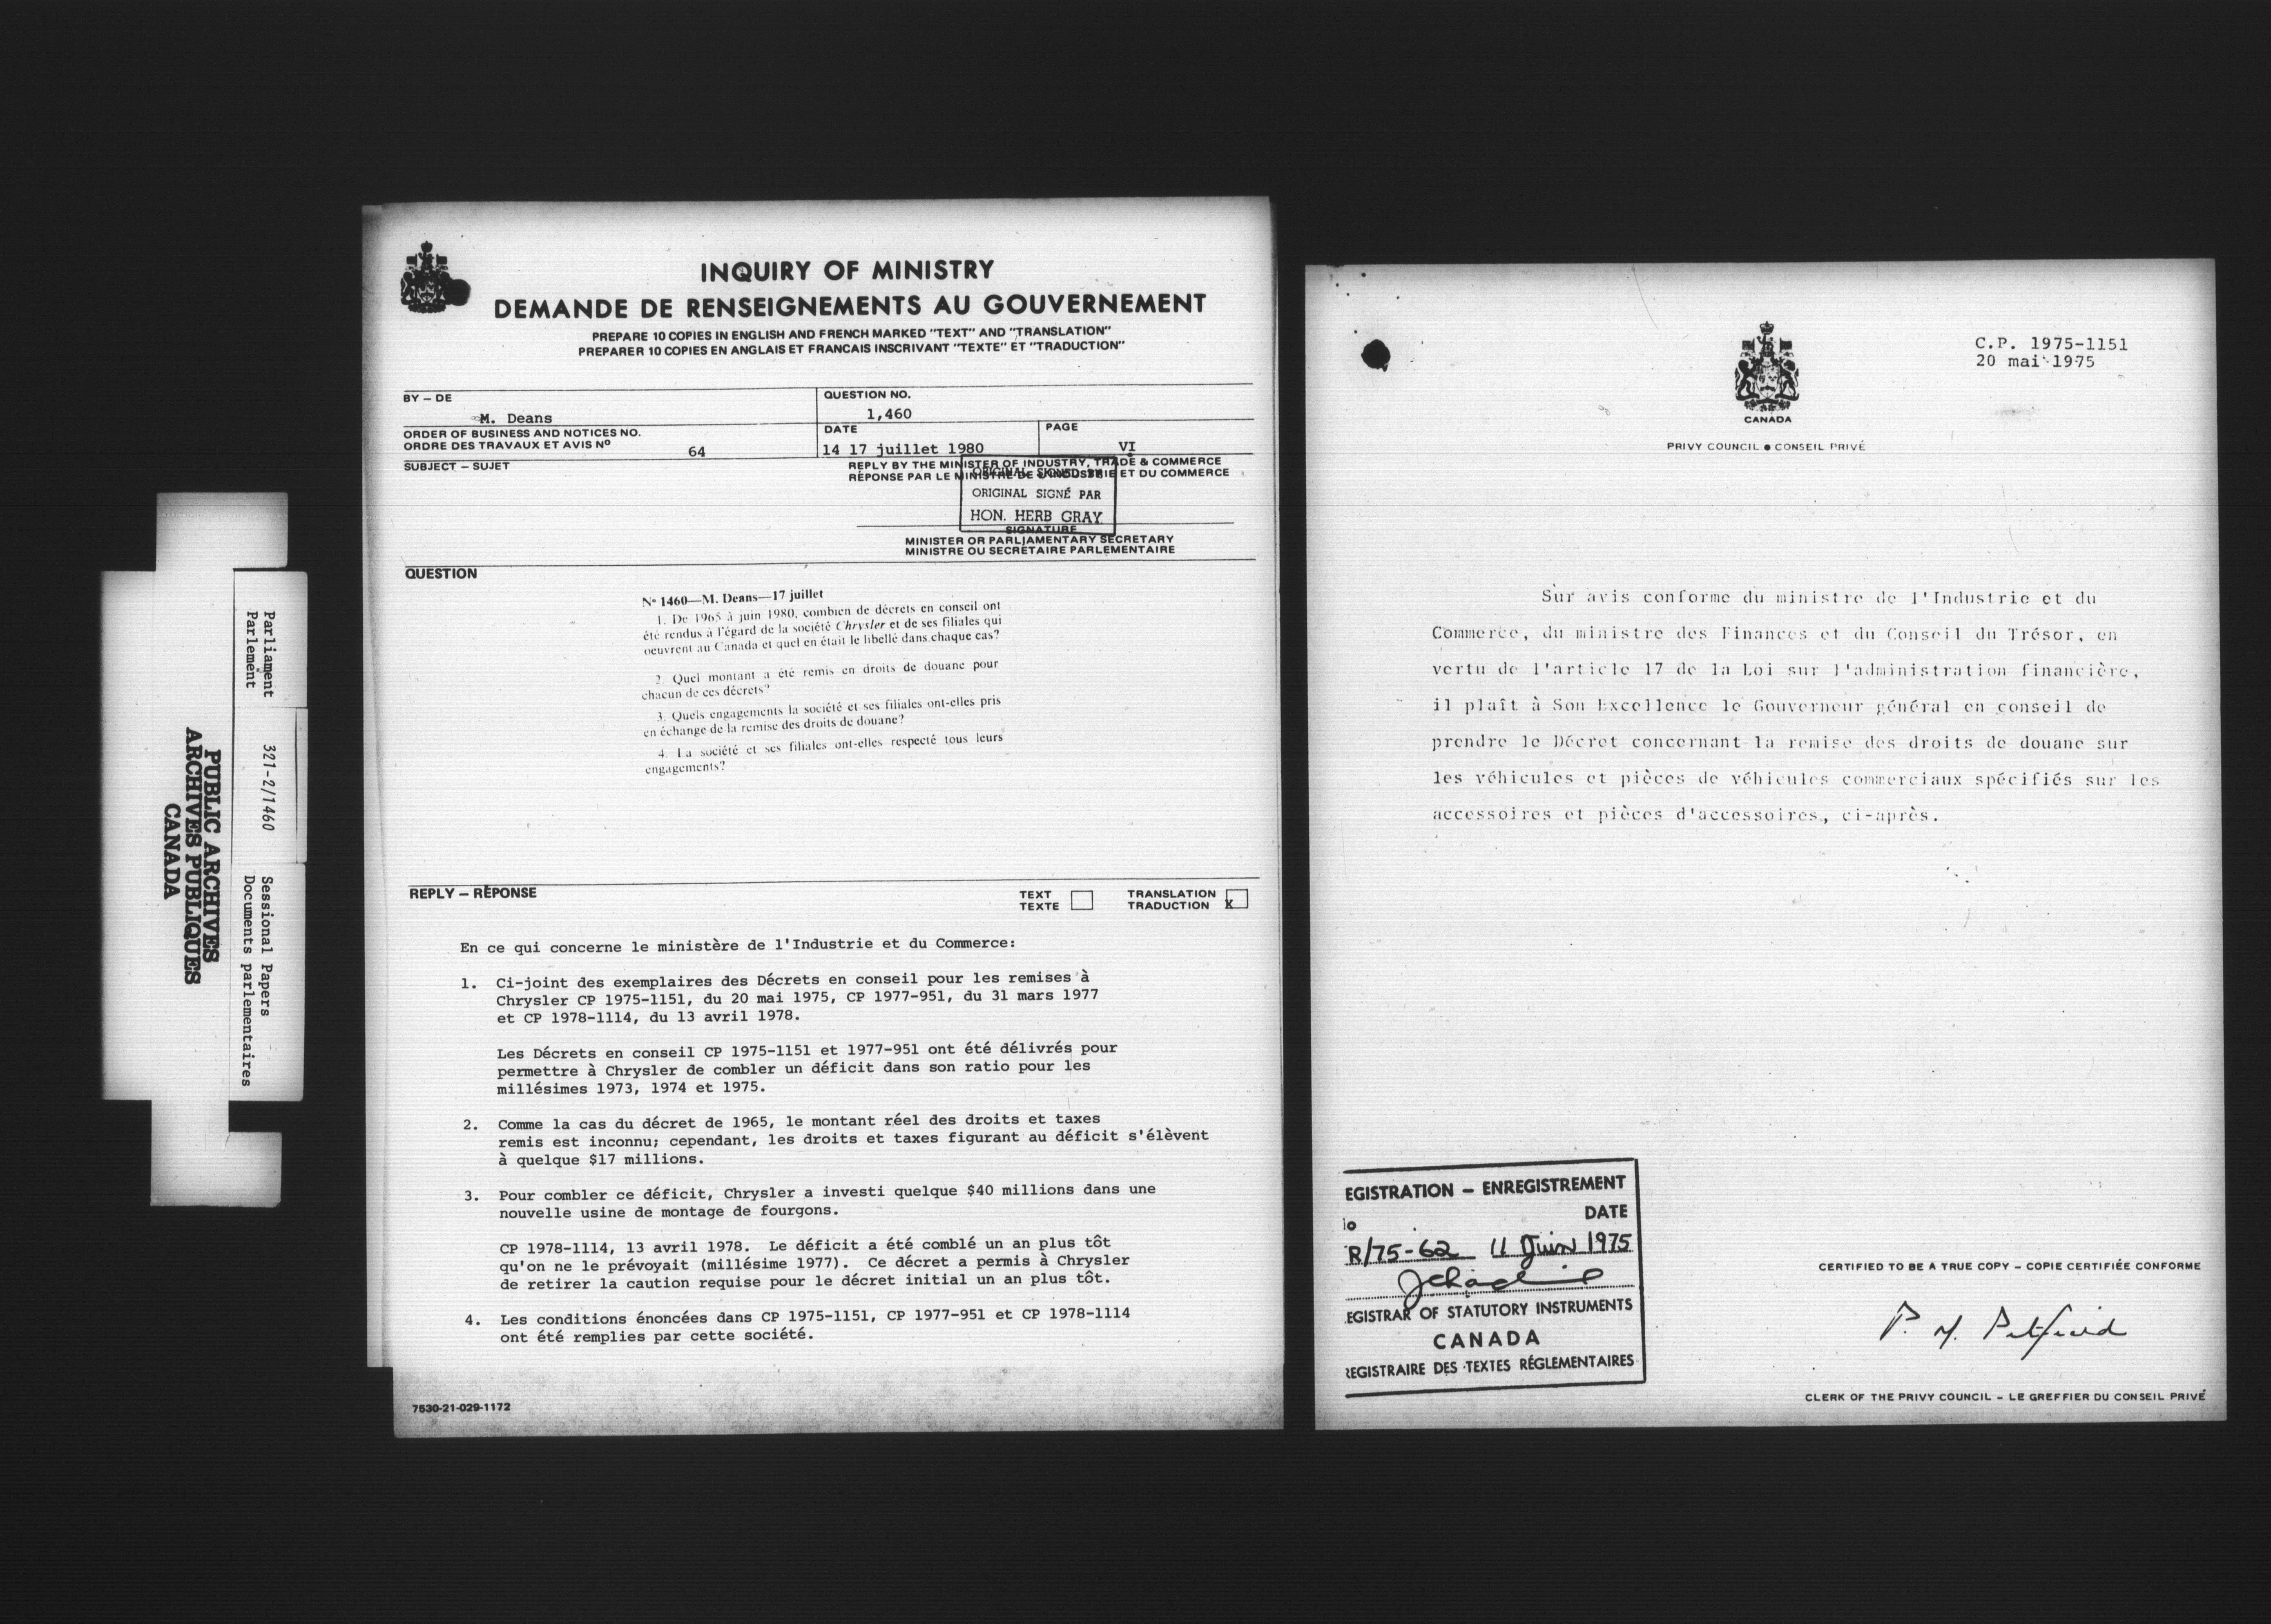 Parliament
Parlement
321-2/1460
Sessional Papers
Documents parlementaires
PUBLIC ARCHIVES
ARCHIVES PUBLIQUES
CANADA
INQUIRY OF MINISTRY
DEMANDE DE RENSEIGNEMENTS AU GOUVERNEMENT
PREPARE 10 COPIES IN ENGLISH AND FRENCH MARKED "TEXT" AND "TRANSLATION"
PREPARER 10 COPIES EN ANGLAIS ET FRANCAIS INSCRIVANT "TEXTE" ET "TRADUCTION"
BY – DE
M. Deans
QUESTION NO.
1,460
ORDER OF BUSINESS AND NOTICES NO.
ORDRE DES TRAVAUX ET AVIS Nº
64
DATE
14 17 juillet 1980
PAGE
VI
SUBJECT – SUJET
REPLY BY THE MINISTER OF INDUSTRY, TRADE & COMMERCE
RÉPONSE PAR LE MINISTRE DE L'INDUSTRIE ET DU COMMERCE
ORIGINAL SIGNED BY
ORIGINAL SIGNÉ PAR
HON. HERB GRAY
SIGNATURE
MINISTER OR PARLIAMENTARY SECRETARY
MINISTRE OU SECRÉTAIRE PARLEMENTAIRE
QUESTION
Nº 1460—M. Deans—17 juillet
1. De 1965 à juin 1980, combien de décrets en conseil ont
été rendus à l'égard de la société Chrysler et de ses filiales qui
oeuvrent au Canada et quel en était le libellé dans chaque cas?
2. Quel montant a été remis en droits de douane pour
chacun de ces décrets?
3. Quels engagements la société et ses filiales ont-elles pris
en échange de la remise des droits de douane?
4. La société et ses filiales ont-elles respecté tous leurs
engagements?
REPLY – RÉPONSE
TEXT
TEXTE
TRANSLATION
TRADUCTION
X
En ce qui concerne le ministère de l'Industrie et du Commerce:
1. Ci-joint des exemplaires des Décrets en conseil pour les remises à
Chrysler CP 1975-1151, du 20 mai 1975, CP 1977-951, du 31 mars 1977
et CP 1978-1114, du 13 avril 1978.
Les Décrets en conseil CP 1975-1151 et 1977-951 ont été délivrés pour
permettre à Chrysler de combler un déficit dans son ratio pour les
millésimes 1973, 1974 et 1975.
2. Comme la cas du décret de 1965, le montant réel des droits et taxes
remis est inconnu; cependant, les droits et taxes figurant au déficit s'élèvent
à quelque $17 millions.
3. Pour combler ce déficit, Chrysler a investi quelque $40 millions dans une
nouvelle usine de montage de fourgons.
CP 1978-1114, 13 avril 1978. Le déficit a été comblé un an plus tôt
qu'on ne le prévoyait (millésime 1977). Ce décret a permis à Chrysler
de retirer la caution requise pour le décret initial un an plus tôt.
4. Les conditions énoncées dans CP 1975-1151, CP 1977-951 et CP 1978-1114
ont été remplies par cette société.
7530-21-029-1172
C.P. 1975-1151
20 mai 1975
CANADA
PRIVY COUNCIL • CONSEIL PRIVÉ
Sur avis conforme du ministre de l'Industrie et du
Commerce, du ministre des Finances et du Conseil du Trésor, en
vertu de l'article 17 de la Loi sur l'administration financière,
il plaît à Son Excellence le Gouverneur général en conseil de
prendre le Décret concernant la remise des droits de douane sur
les véhicules et pièces de véhicules commerciaux spécifiés sur les
accessoires et pièces d'accessoires, ci-après.
EGISTRATION – ENREGISTREMENT
DATE
R/75-62 11 Juin 1975
EGISTRAR OF STATUTORY INSTRUMENTS
CANADA
REGISTRAIRE DES TEXTES RÉGLEMENTAIRES
CERTIFIED TO BE A TRUE COPY – COPIE CERTIFIÉE CONFORME
CLERK OF THE PRIVY COUNCIL – LE GREFFIER DU CONSEIL PRIVÉ